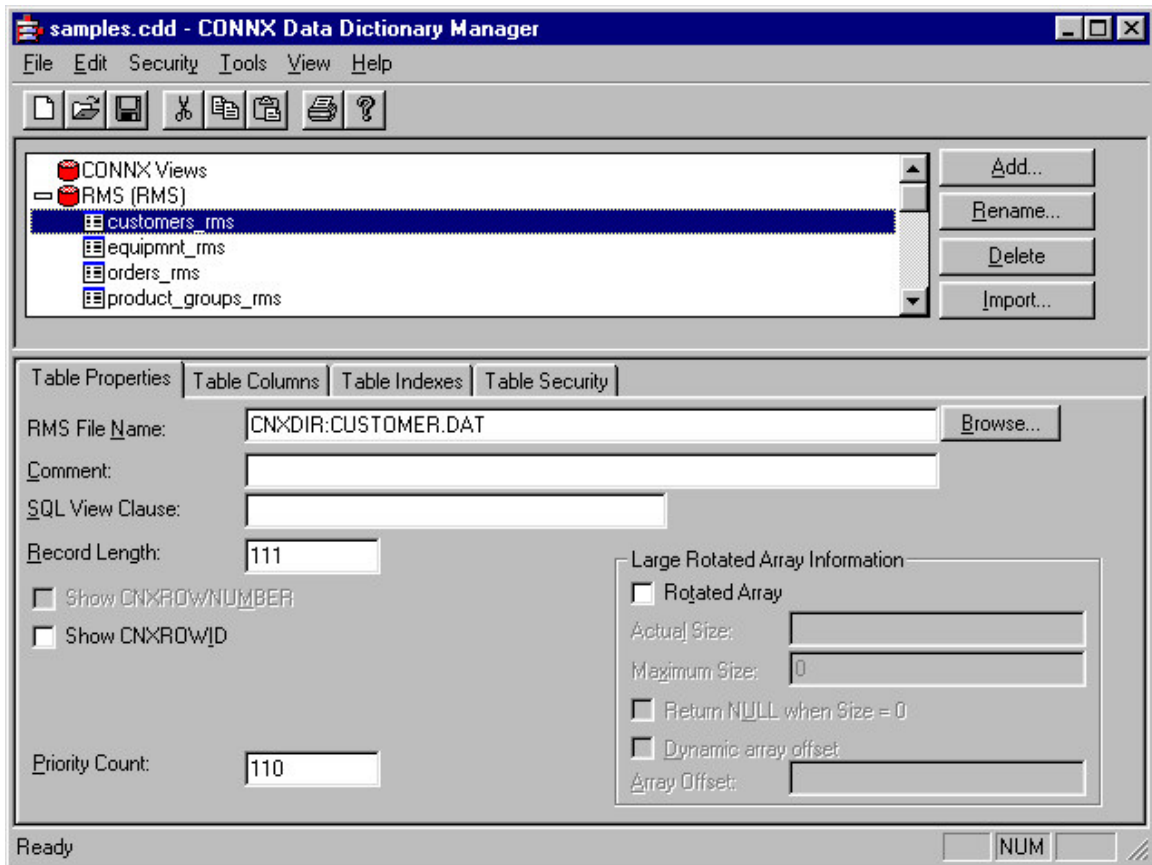 samples.cdd - CONNX Data Dictionary Manager
File Edit Security Tools View Help
CONNX Views
RMS (RMS)
customers_rms
equipmnt_rms
orders_rms
product_groups_rms
Add...
Rename...
Delete
Import...
Table Properties Table Columns Table Indexes Table Security
RMS File Name: CNXDIR:CUSTOMER.DAT Browse...
Comment:
SQL View Clause:
Record Length: 111
Show CNXROWNUMBER
Show CNXROWID
Priority Count: 110
Large Rotated Array Information
Rotated Array
Actual Size:
Maximum Size: 0
Return NULL when Size = 0
Dynamic array offset
Array Offset:
Ready NUM